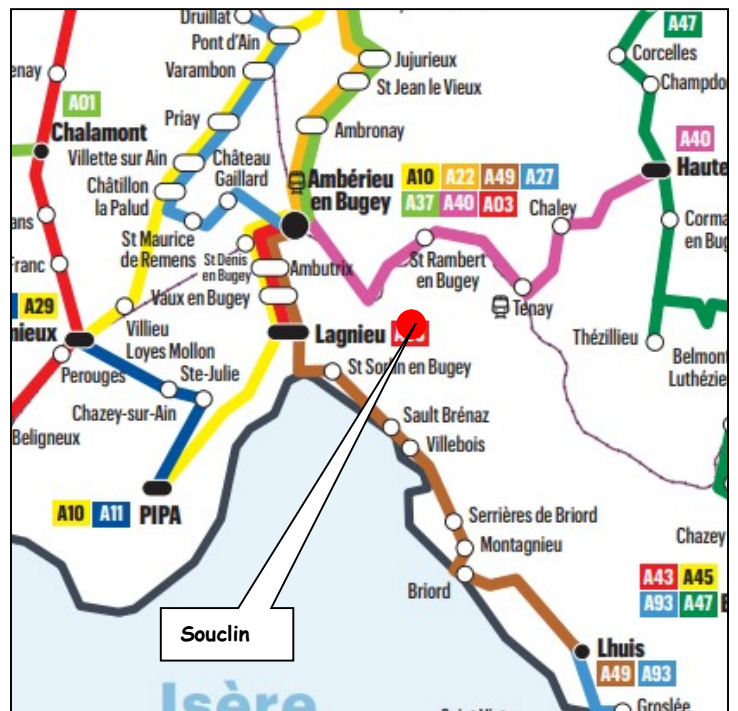 Druillat
Pont d'Ain
Varambon
Jujurieux
St Jean le Vieux
A47
Corcelles
enay
A01
Chalamont
Priay
Ambronay
Villette sur Ain
Château
Gaillard
Châtillon
la Palud
Ambérieu
en Bugey
A10 A22 A49 A27
A37 A40 A03
A40
Haute
Chaley
ans
St Maurice
de Remens
St Denis
en Bugey
Ambutrix
St Rambert
en Bugey
Corma
en Bug
Franc
A29
nieux
Vaux en Bugey
Tenay
Villieu
Loyes Mollon
Lagnieu
Thézillieu
Perouges
Ste-Julie
St Sorlin en Bugey
Belmont
Luthézie
Chazey-sur-Ain
Beligneux
Sault Brénaz
Villebois
A10 A11 PIPA
Serrières de Briord
Montagnieu
Chazey
Briord
A43 A45
A93 A47
Souclin
Lhuis
A49 A93
Isère
Groslée